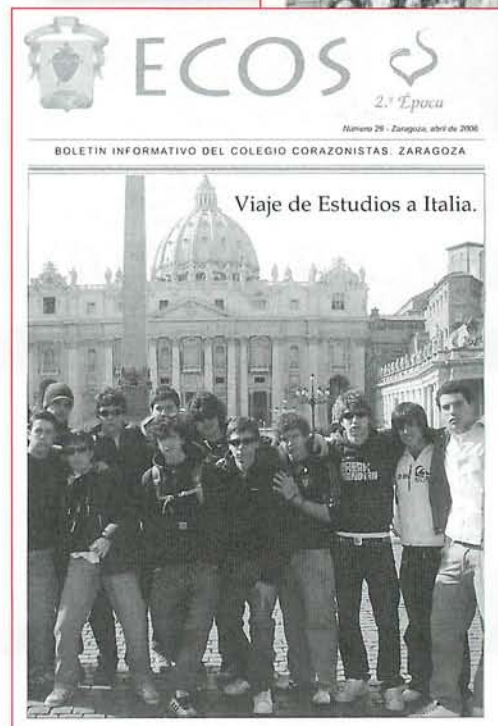 ECOS
2.ª Época
Número 29 - Zaragoza, abril de 2006
BOLETÍN INFORMATIVO DEL COLEGIO CORAZONISTAS. ZARAGOZA
Viaje de Estudios a Italia.